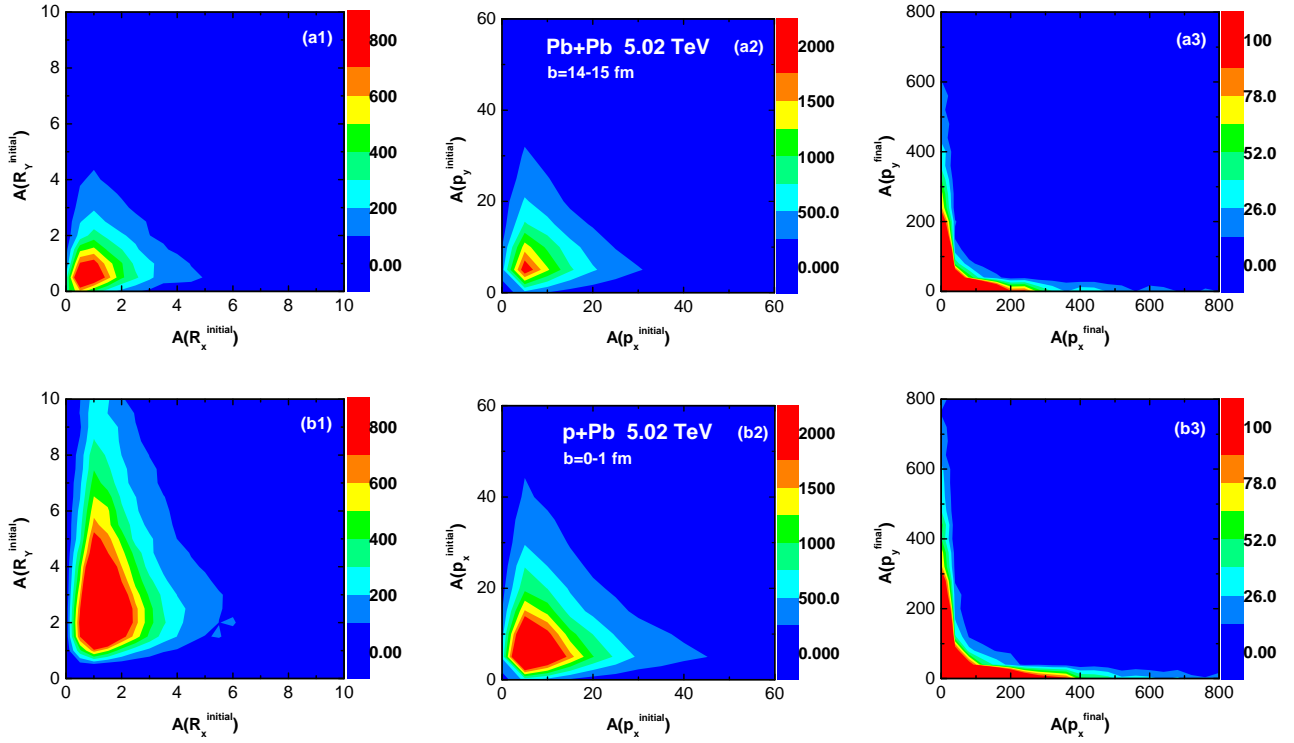 (a1)
10
8
6
4
2
0
0 2 4 6 8 10
A(R_Y^initial)
A(R_x^initial)
800
600
400
200
0.00
Pb+Pb 5.02 TeV (a2)
b=14-15 fm
60
40
20
0
0 20 40 60
A(p_y^initial)
A(p_x^initial)
2000
1500
1000
500.0
0.000
(a3)
800
600
400
200
0
0 200 400 600 800
A(p_y^final)
A(p_x^final)
100
78.0
52.0
26.0
0.00
(b1)
10
8
6
4
2
0
0 2 4 6 8 10
A(R_Y^initial)
A(R_x^initial)
800
600
400
200
0.00
p+Pb 5.02 TeV (b2)
b=0-1 fm
60
40
20
0
0 20 40 60
A(p_x^initial)
A(p_x^initial)
2000
1500
1000
500.0
0.000
(b3)
800
600
400
200
0
0 200 400 600 800
A(p_y^final)
A(p_x^final)
100
78.0
52.0
26.0
0.00